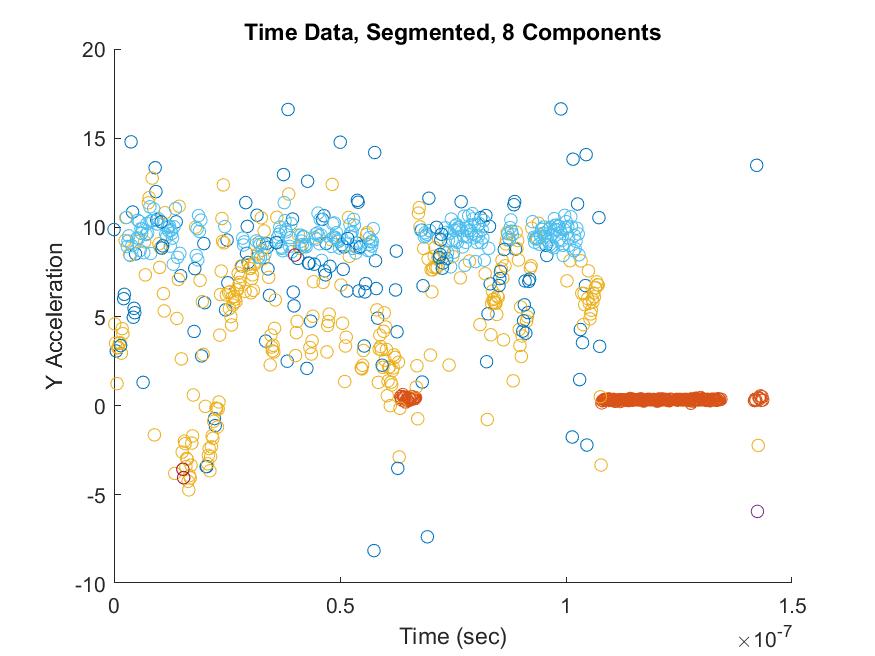 Time Data, Segmented, 8 Components
20
15
10
5
0
-5
-10
Y Acceleration
0 0.5 1 1.5
Time (sec)
×10^-7